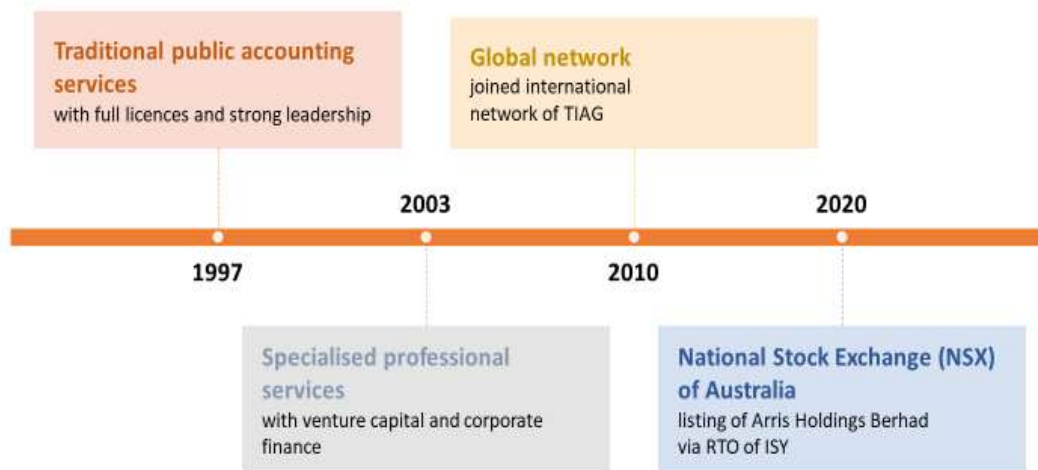 Traditional public accounting
services
with full licences and strong leadership
Global network
joined international
network of TIAG
2003
2020
1997
2010
Specialised professional
services
with venture capital and corporate
finance
National Stock Exchange (NSX)
of Australia
listing of Arris Holdings Berhad
via RTO of ISY